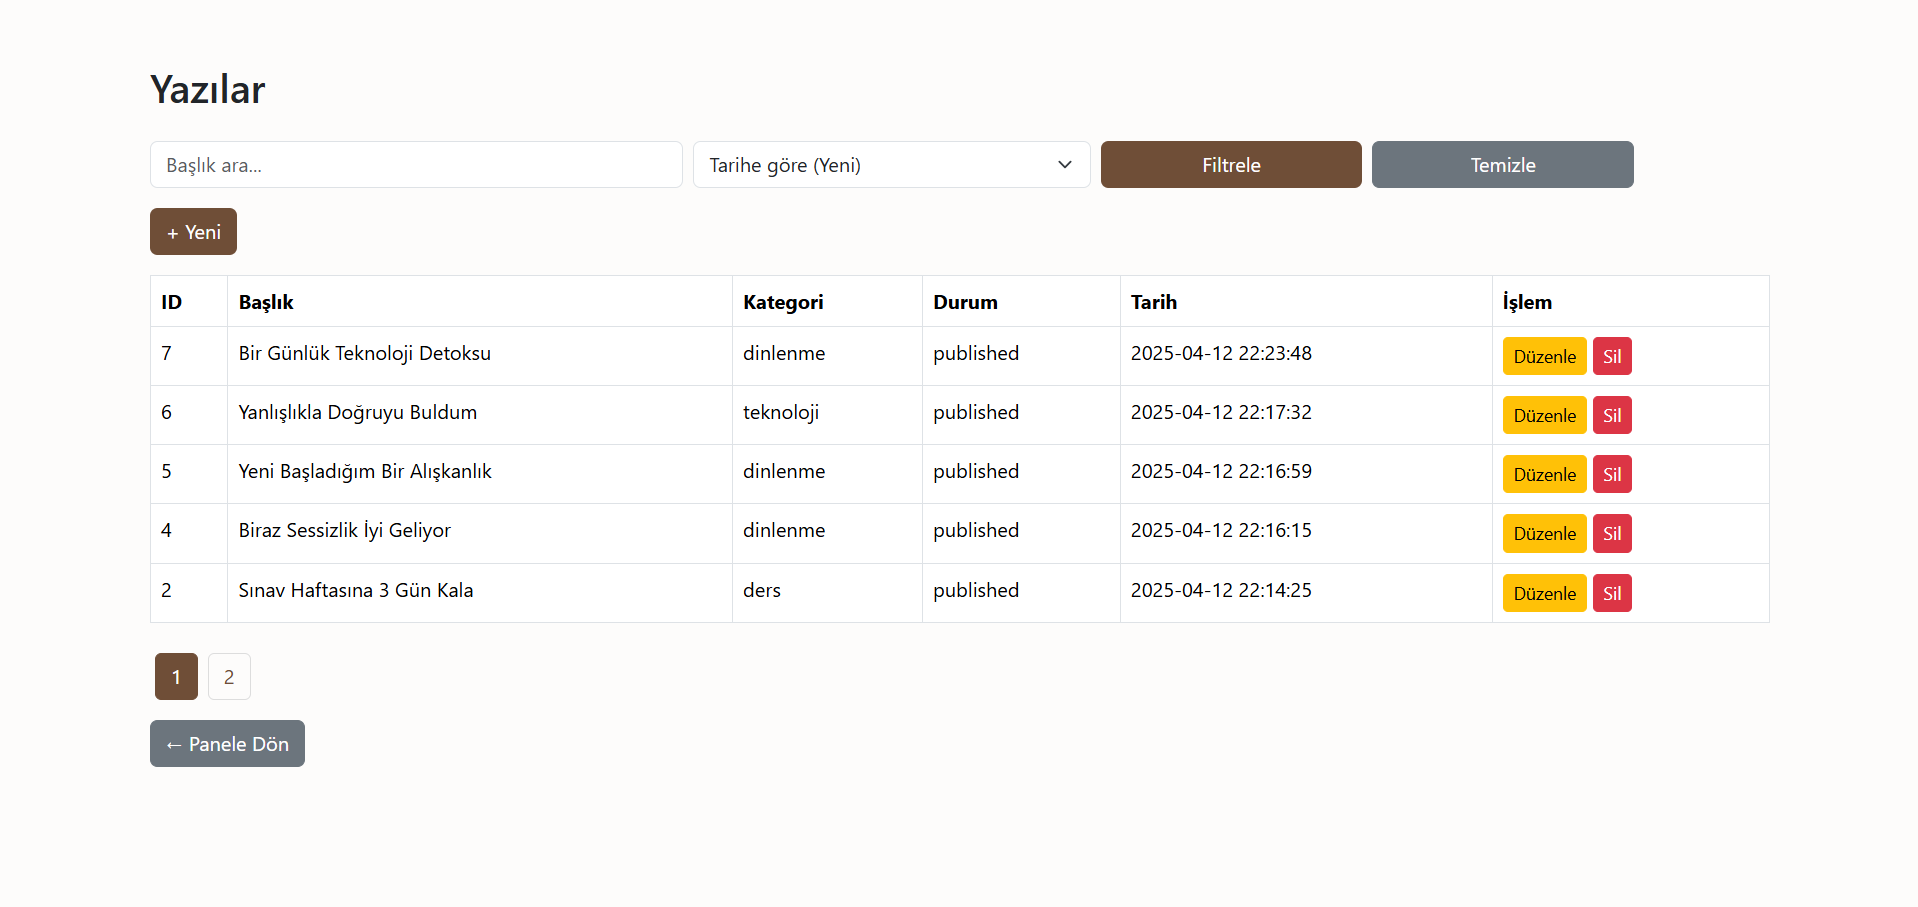 Yazılar
Başlık ara... Tarihe göre (Yeni) Filtrele Temizle
+ Yeni
ID Başlık Kategori Durum Tarih İşlem
7 Bir Günlük Teknoloji Detoksu dinlenme published 2025-04-12 22:23:48 Düzenle Sil
6 Yanlışlıkla Doğruyu Buldum teknoloji published 2025-04-12 22:17:32 Düzenle Sil
5 Yeni Başladığım Bir Alışkanlık dinlenme published 2025-04-12 22:16:59 Düzenle Sil
4 Biraz Sessizlik İyi Geliyor dinlenme published 2025-04-12 22:16:15 Düzenle Sil
2 Sınav Haftasına 3 Gün Kala ders published 2025-04-12 22:14:25 Düzenle Sil
1 2
← Panele Dön